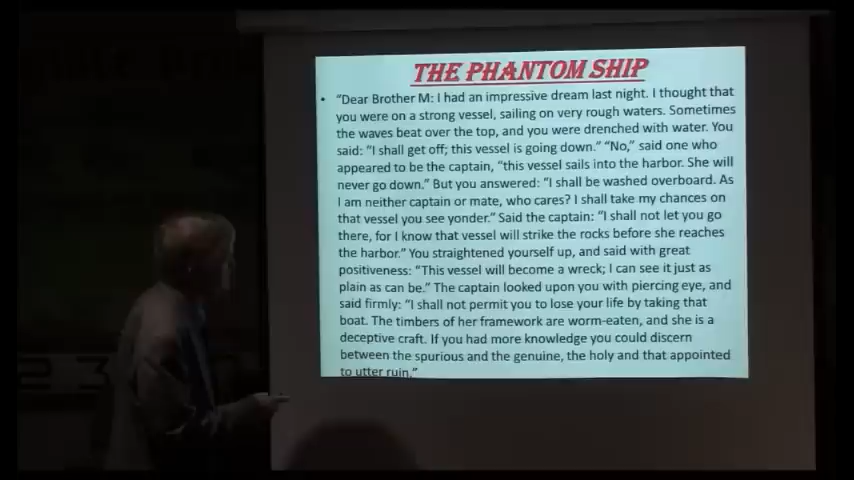 THE PHANTOM SHIP
• "Dear Brother M: I had an impressive dream last night. I thought that
you were on a strong vessel, sailing on very rough waters. Sometimes
the waves beat over the top, and you were drenched with water. You
said: "I shall get off; this vessel is going down." "No," said one who
appeared to be the captain, "this vessel sails into the harbor. She will
never go down." But you answered: "I shall be washed overboard. As
I am neither captain or mate, who cares? I shall take my chances on
that vessel you see yonder." Said the captain: "I shall not let you go
there, for I know that vessel will strike the rocks before she reaches
the harbor." You straightened yourself up, and said with great
positiveness: "This vessel will become a wreck; I can see it just as
plain as can be." The captain looked upon you with piercing eye, and
said firmly: "I shall not permit you to lose your life by taking that
boat. The timbers of her framework are worm-eaten, and she is a
deceptive craft. If you had more knowledge you could discern
between the spurious and the genuine, the holy and that appointed
to utter ruin."
23